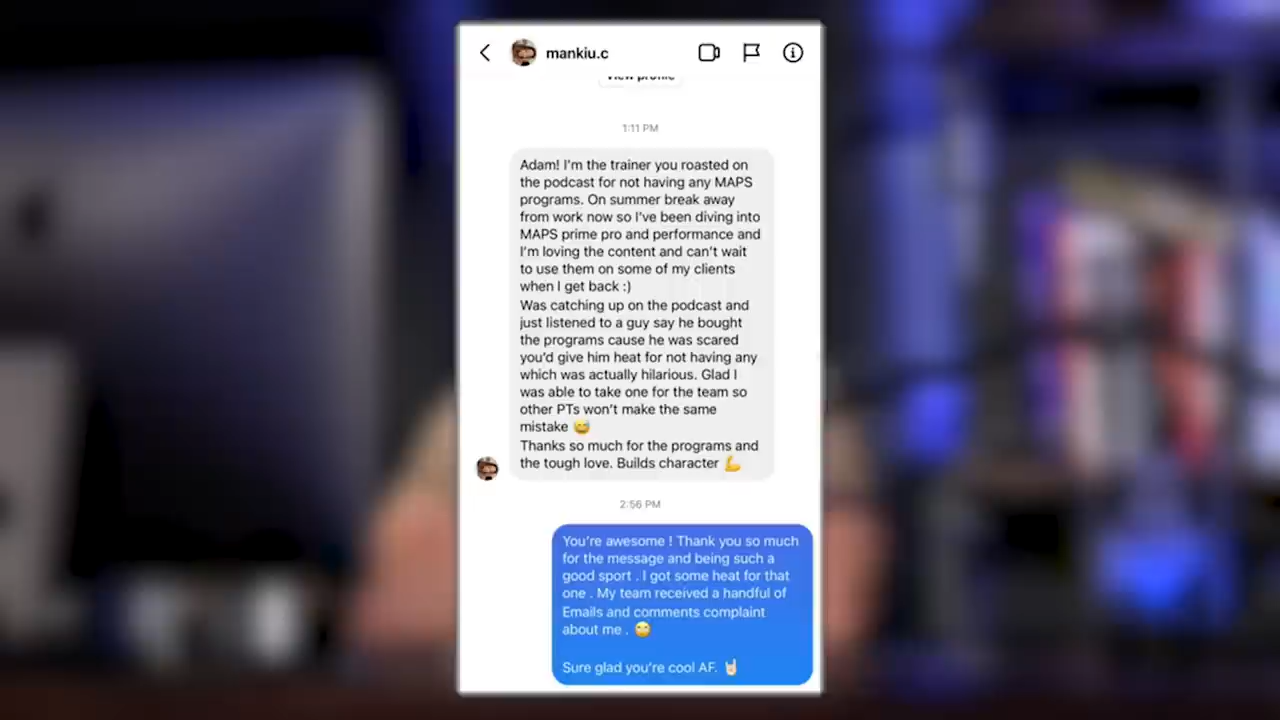 mankiu.c
View profile
1:11 PM
Adam! I'm the trainer you roasted on
the podcast for not having any MAPS
programs. On summer break away
from work now so I've been diving into
MAPS prime pro and performance and
I'm loving the content and can't wait
to use them on some of my clients
when I get back :)
Was catching up on the podcast and
just listened to a guy say he bought
the programs cause he was scared
you'd give him heat for not having any
which was actually hilarious. Glad I
was able to take one for the team so
other PTs won't make the same
mistake 😅
Thanks so much for the programs and
the tough love. Builds character 💪
2:56 PM
You're awesome ! Thank you so much
for the message and being such a
good sport . I got some heat for that
one . My team received a handful of
Emails and comments complaint
about me . 🙄
Sure glad you're cool AF. 🤘🏻